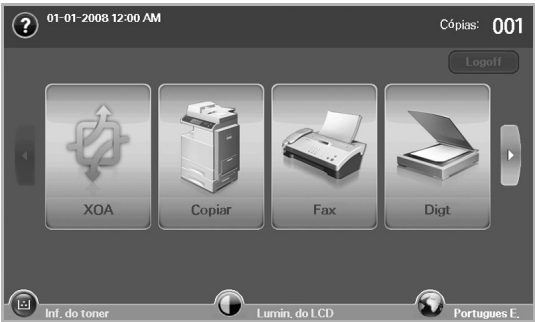 ?
01-01-2008 12:00 AM
Cópias: 001
Logoff
XOA
Copiar
Fax
Digt
Inf. do toner
Lumin. do LCD
Portugues E.